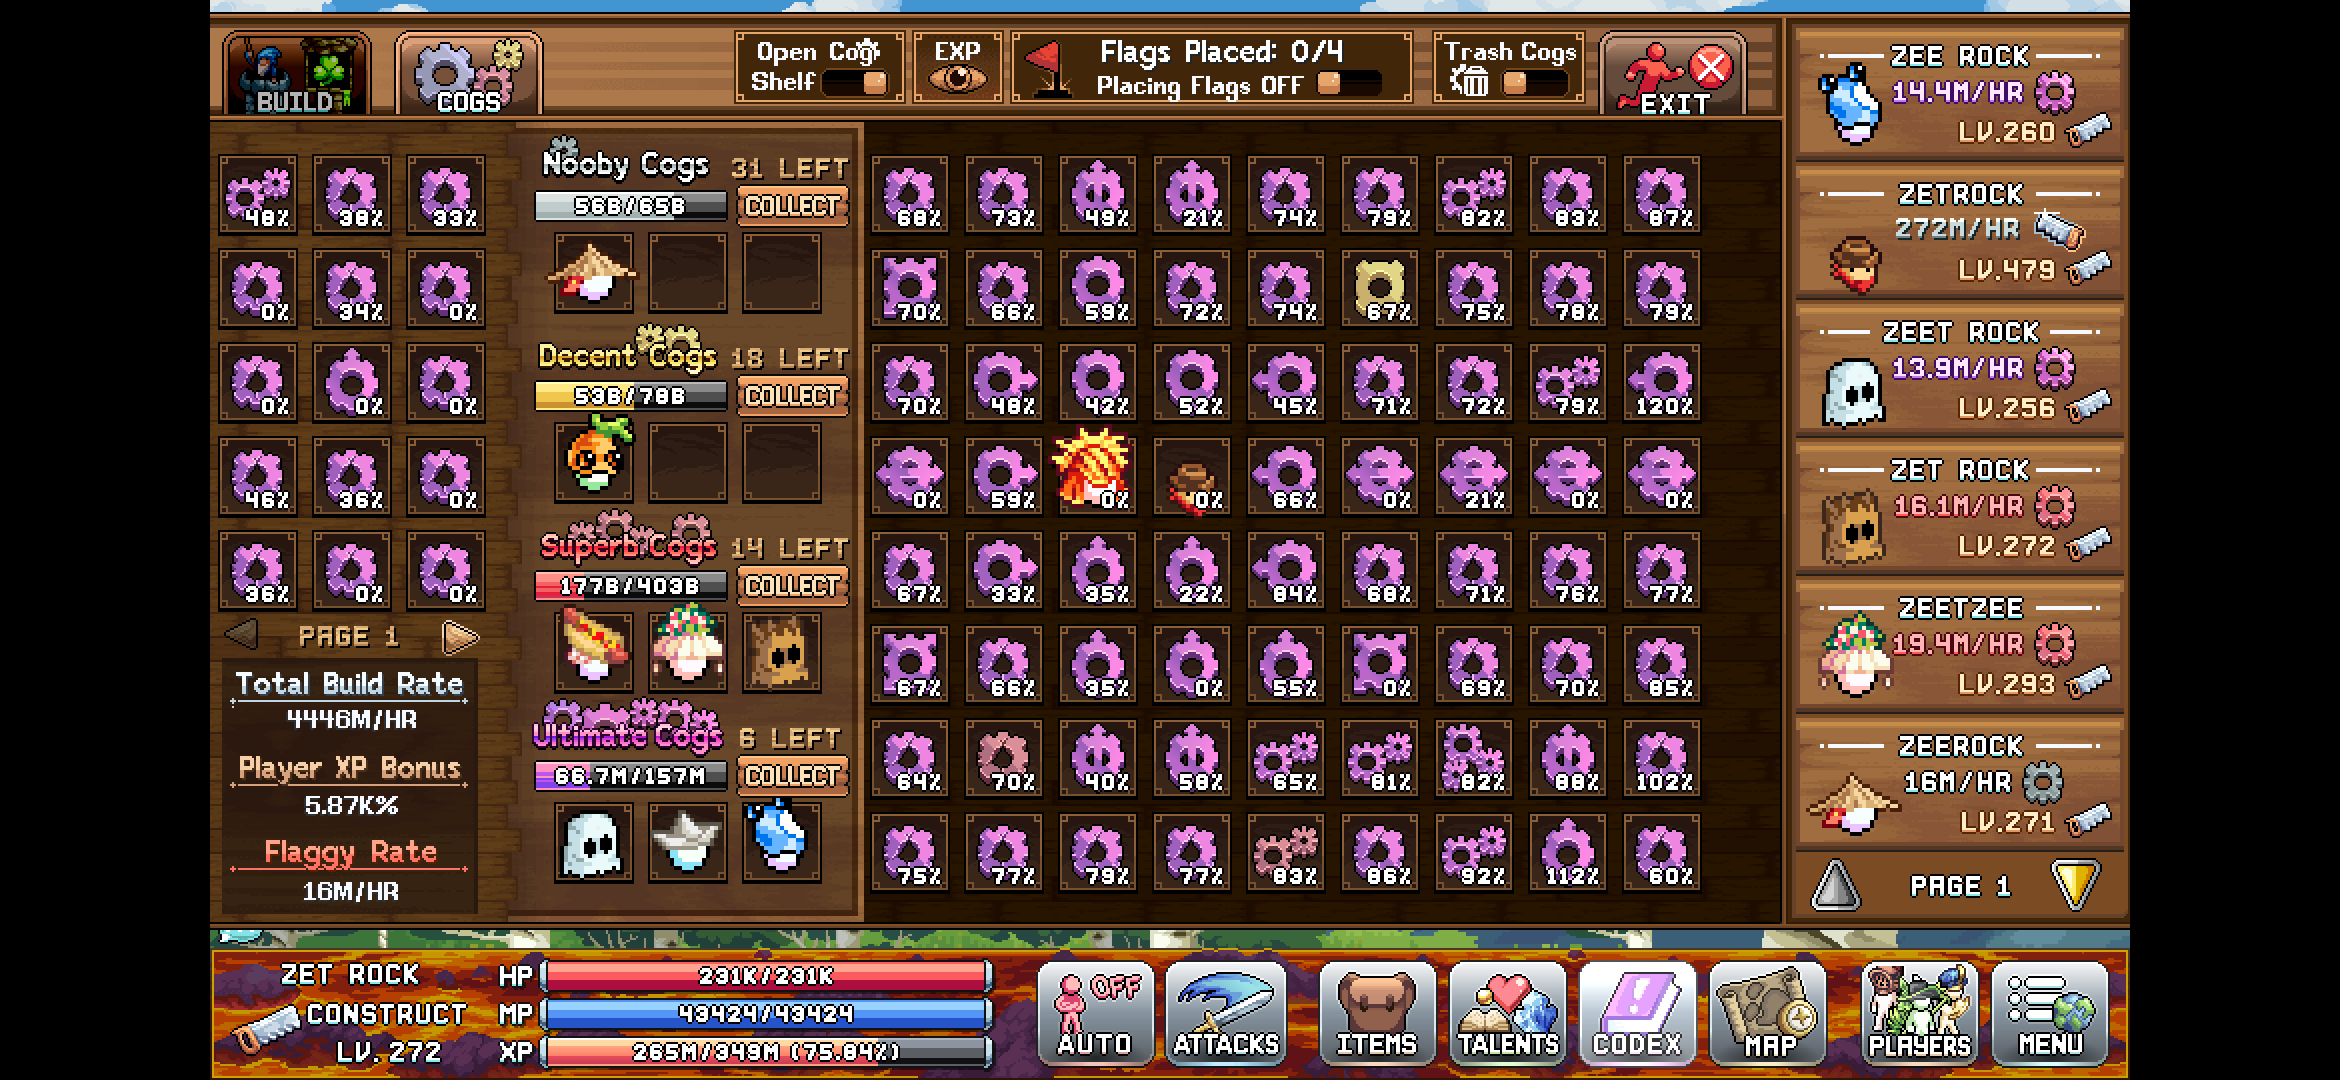 BUILD
COGS
Open Cog
Shelf
EXP
Flags Placed: 0/4
Placing Flags OFF
Trash Cogs
EXIT
48% 38% 33%
0% 34% 0%
0% 0% 0%
46% 36% 0%
36% 0% 0%
PAGE 1
Total Build Rate
4446M/HR
Player XP Bonus
5.87K%
Flaggy Rate
16M/HR
Nooby Cogs 31 LEFT
56B/65B COLLECT
Decent Cogs 18 LEFT
53B/78B COLLECT
Superb Cogs 14 LEFT
177B/403B COLLECT
Ultimate Cogs 6 LEFT
66.7M/157M COLLECT
68% 73% 49% 21% 74% 79% 82% 83% 87%
70% 66% 59% 72% 74% 67% 75% 78% 79%
70% 48% 42% 52% 45% 71% 72% 79% 120%
0% 59% 0% 0% 66% 0% 21% 0% 0%
67% 33% 35% 22% 84% 68% 71% 76% 77%
67% 66% 35% 0% 55% 0% 69% 70% 85%
64% 70% 40% 58% 65% 81% 82% 88% 102%
75% 77% 79% 77% 83% 86% 92% 112% 60%
ZEE ROCK
14.4M/HR
LV.260
ZETROCK
272M/HR
LV.479
ZEET ROCK
13.9M/HR
LV.256
ZET ROCK
16.1M/HR
LV.272
ZEETZEE
19.4M/HR
LV.293
ZEEROCK
16M/HR
LV.271
PAGE 1
ZET ROCK
CONSTRUCT
LV. 272
HP 231K/231K
MP 43424/43424
XP 265M/349M (75.84%)
OFF
AUTO
ATTACKS
ITEMS
TALENTS
CODEX
MAP
PLAYERS
MENU